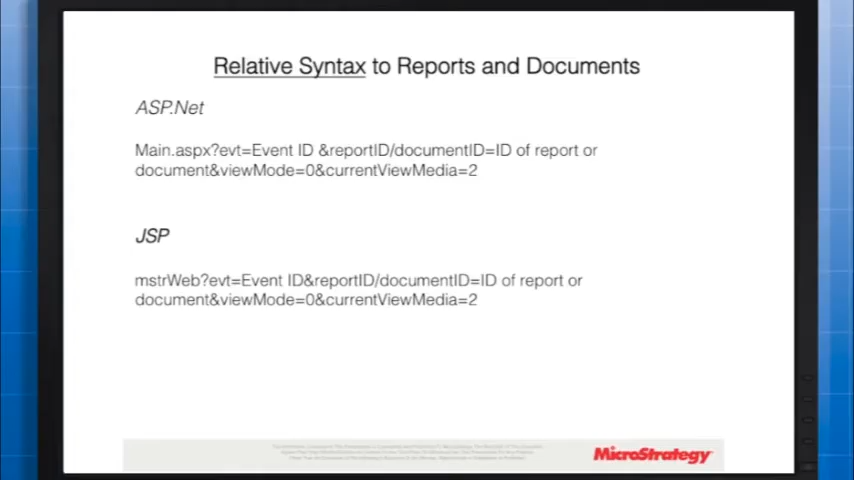 Relative Syntax to Reports and Documents
ASP.Net
Main.aspx?evt=Event ID &reportID/documentID=ID of report or
document&viewMode=0&currentViewMedia=2
JSP
mstrWeb?evt=Event ID&reportID/documentID=ID of report or
document&viewMode=0&currentViewMedia=2
MicroStrategy